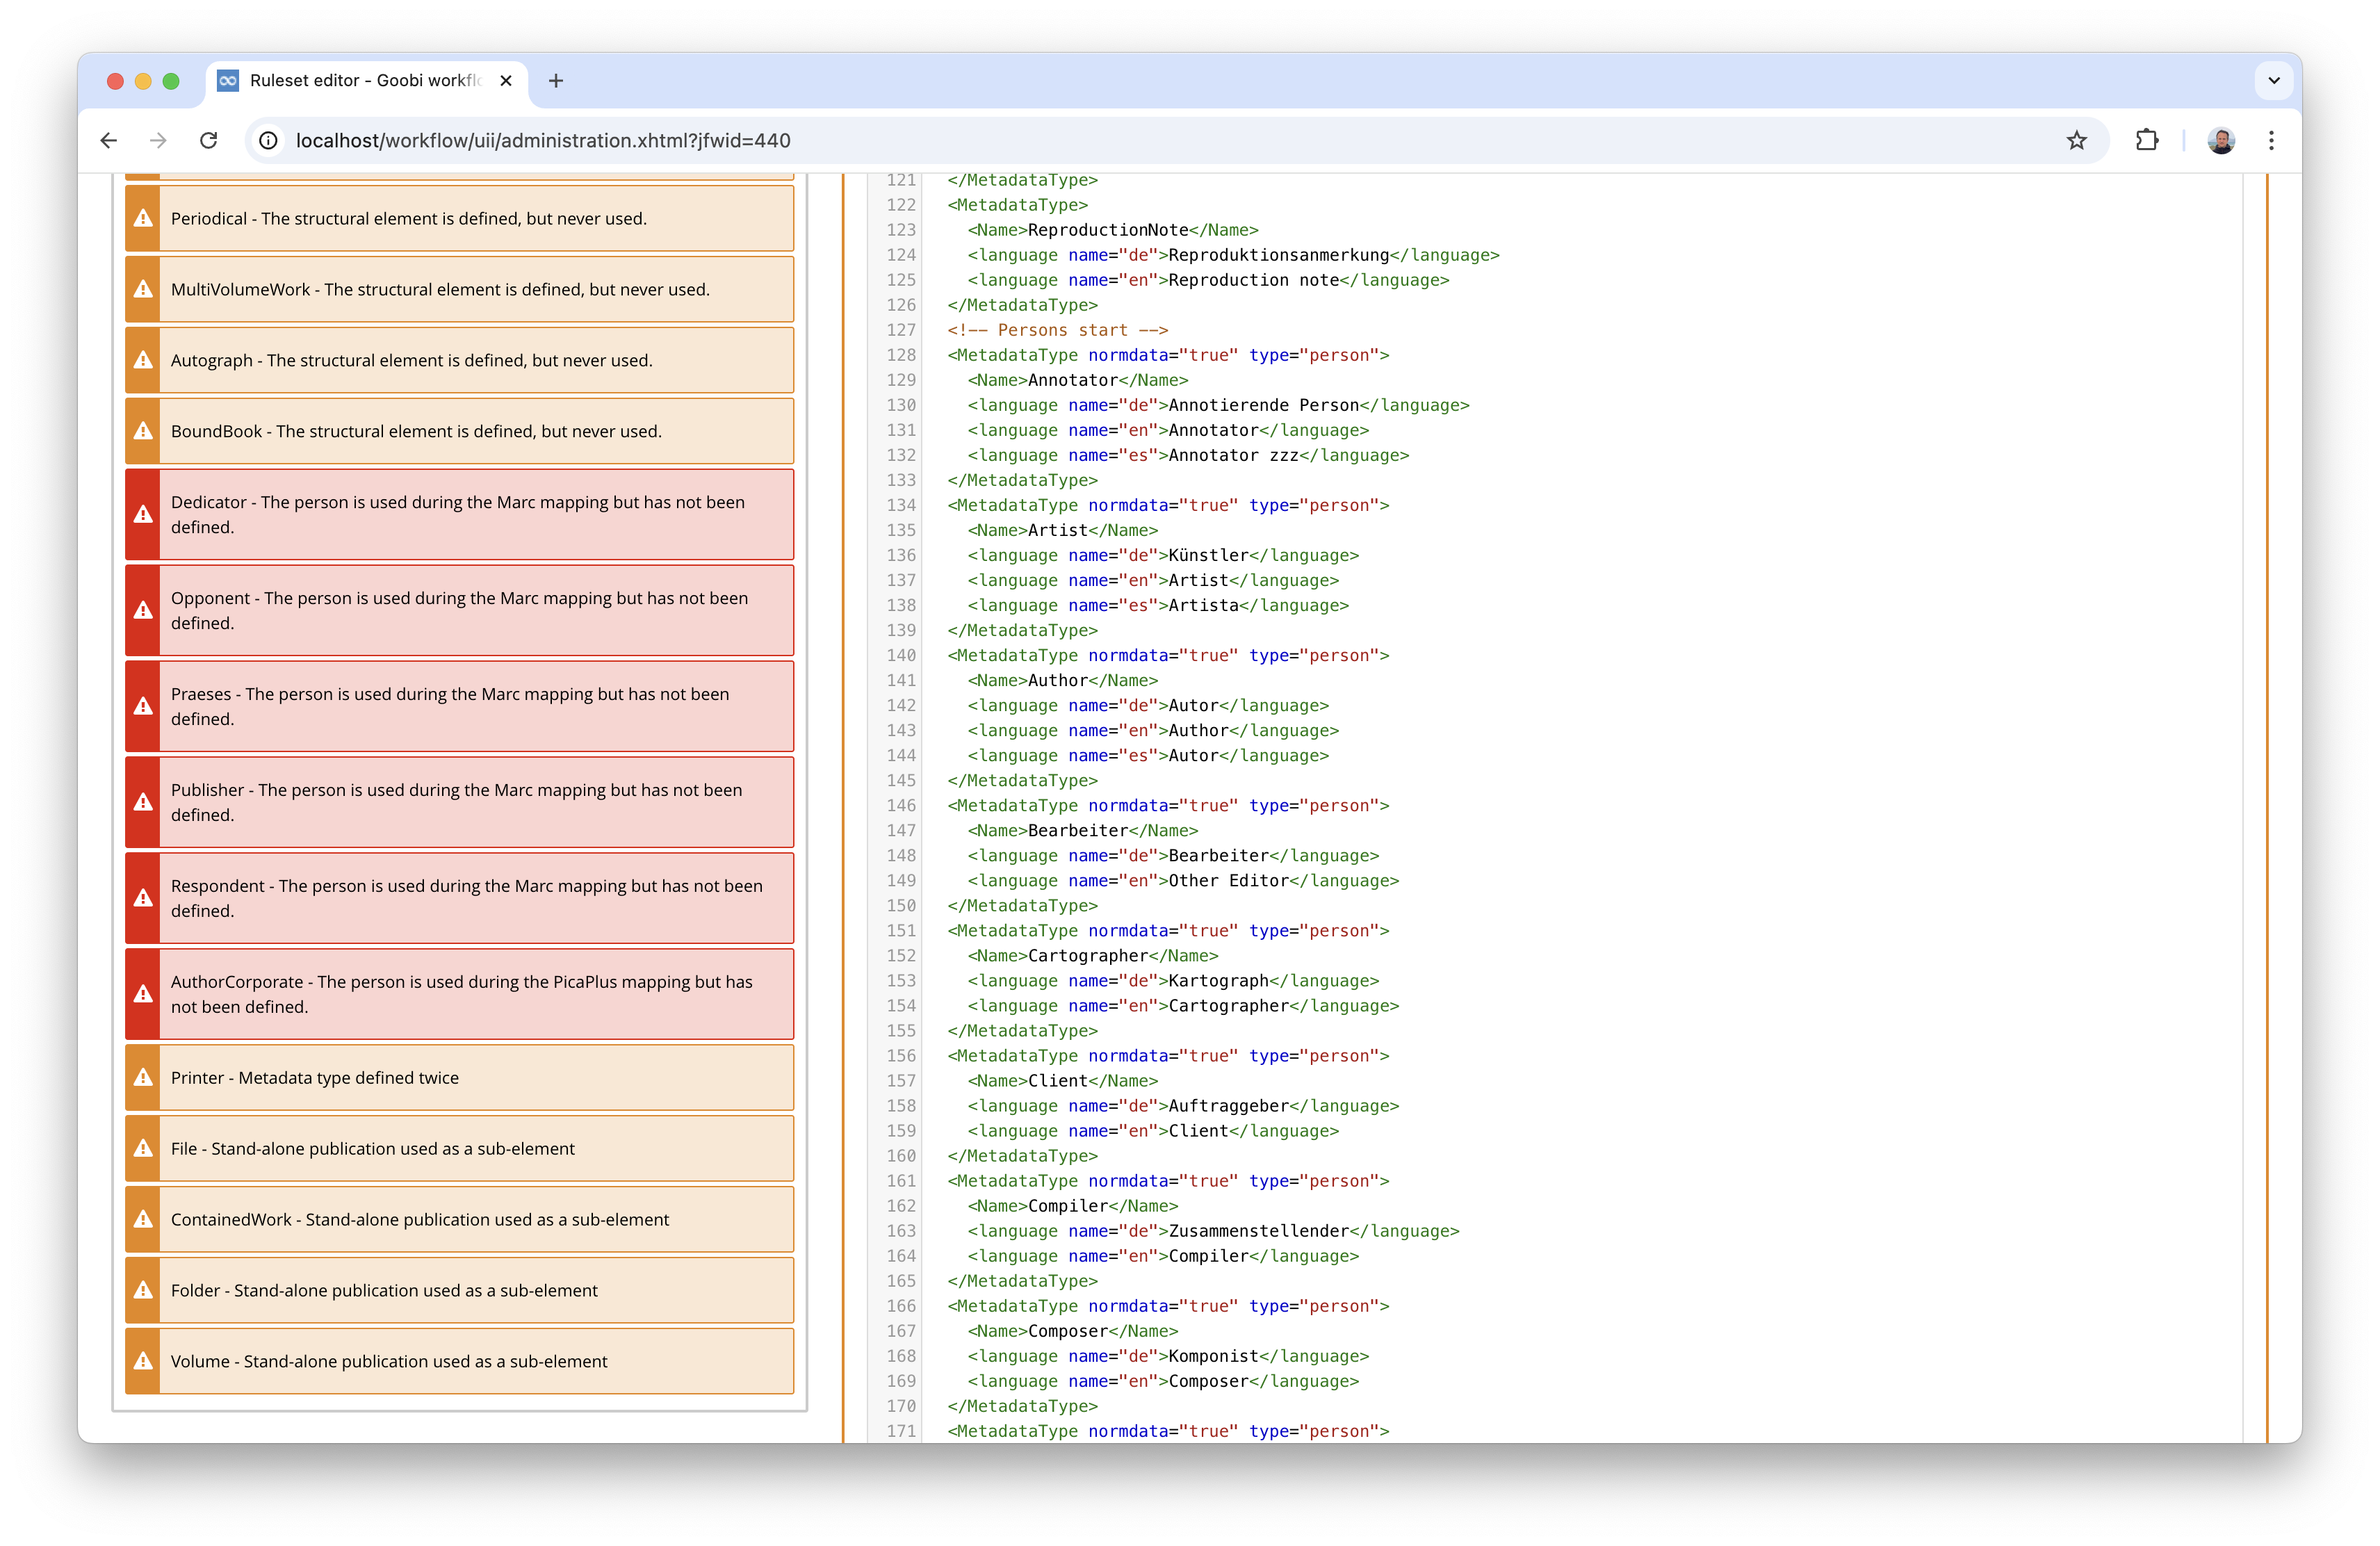 Ruleset editor - Goobi workflo
localhost/workflow/uii/administration.xhtml?jfwid=440
Periodical - The structural element is defined, but never used.
MultiVolumeWork - The structural element is defined, but never used.
Autograph - The structural element is defined, but never used.
BoundBook - The structural element is defined, but never used.
Dedicator - The person is used during the Marc mapping but has not been
defined.
Opponent - The person is used during the Marc mapping but has not been
defined.
Praeses - The person is used during the Marc mapping but has not been
defined.
Publisher - The person is used during the Marc mapping but has not been
defined.
Respondent - The person is used during the Marc mapping but has not been
defined.
AuthorCorporate - The person is used during the PicaPlus mapping but has
not been defined.
Printer - Metadata type defined twice
File - Stand-alone publication used as a sub-element
ContainedWork - Stand-alone publication used as a sub-element
Folder - Stand-alone publication used as a sub-element
Volume - Stand-alone publication used as a sub-element
121 </MetadataType>
122 <MetadataType>
123 <Name>ReproductionNote</Name>
124 <language name="de">Reproduktionsanmerkung</language>
125 <language name="en">Reproduction note</language>
126 </MetadataType>
127 <!-- Persons start -->
128 <MetadataType normdata="true" type="person">
129 <Name>Annotator</Name>
130 <language name="de">Annotierende Person</language>
131 <language name="en">Annotator</language>
132 <language name="es">Annotator zzz</language>
133 </MetadataType>
134 <MetadataType normdata="true" type="person">
135 <Name>Artist</Name>
136 <language name="de">Künstler</language>
137 <language name="en">Artist</language>
138 <language name="es">Artista</language>
139 </MetadataType>
140 <MetadataType normdata="true" type="person">
141 <Name>Author</Name>
142 <language name="de">Autor</language>
143 <language name="en">Author</language>
144 <language name="es">Autor</language>
145 </MetadataType>
146 <MetadataType normdata="true" type="person">
147 <Name>Bearbeiter</Name>
148 <language name="de">Bearbeiter</language>
149 <language name="en">Other Editor</language>
150 </MetadataType>
151 <MetadataType normdata="true" type="person">
152 <Name>Cartographer</Name>
153 <language name="de">Kartograph</language>
154 <language name="en">Cartographer</language>
155 </MetadataType>
156 <MetadataType normdata="true" type="person">
157 <Name>Client</Name>
158 <language name="de">Auftraggeber</language>
159 <language name="en">Client</language>
160 </MetadataType>
161 <MetadataType normdata="true" type="person">
162 <Name>Compiler</Name>
163 <language name="de">Zusammenstellender</language>
164 <language name="en">Compiler</language>
165 </MetadataType>
166 <MetadataType normdata="true" type="person">
167 <Name>Composer</Name>
168 <language name="de">Komponist</language>
169 <language name="en">Composer</language>
170 </MetadataType>
171 <MetadataType normdata="true" type="person">